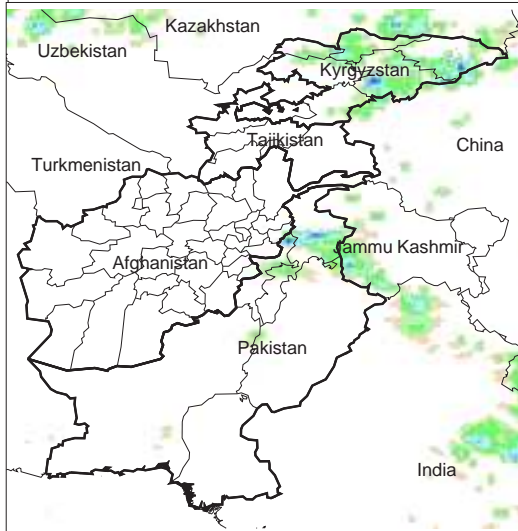 Kazakhstan
Uzbekistan
Kyrgyzstan
Tajikistan
China
Turkmenistan
Jammu Kashmir
Afghanistan
Pakistan
India